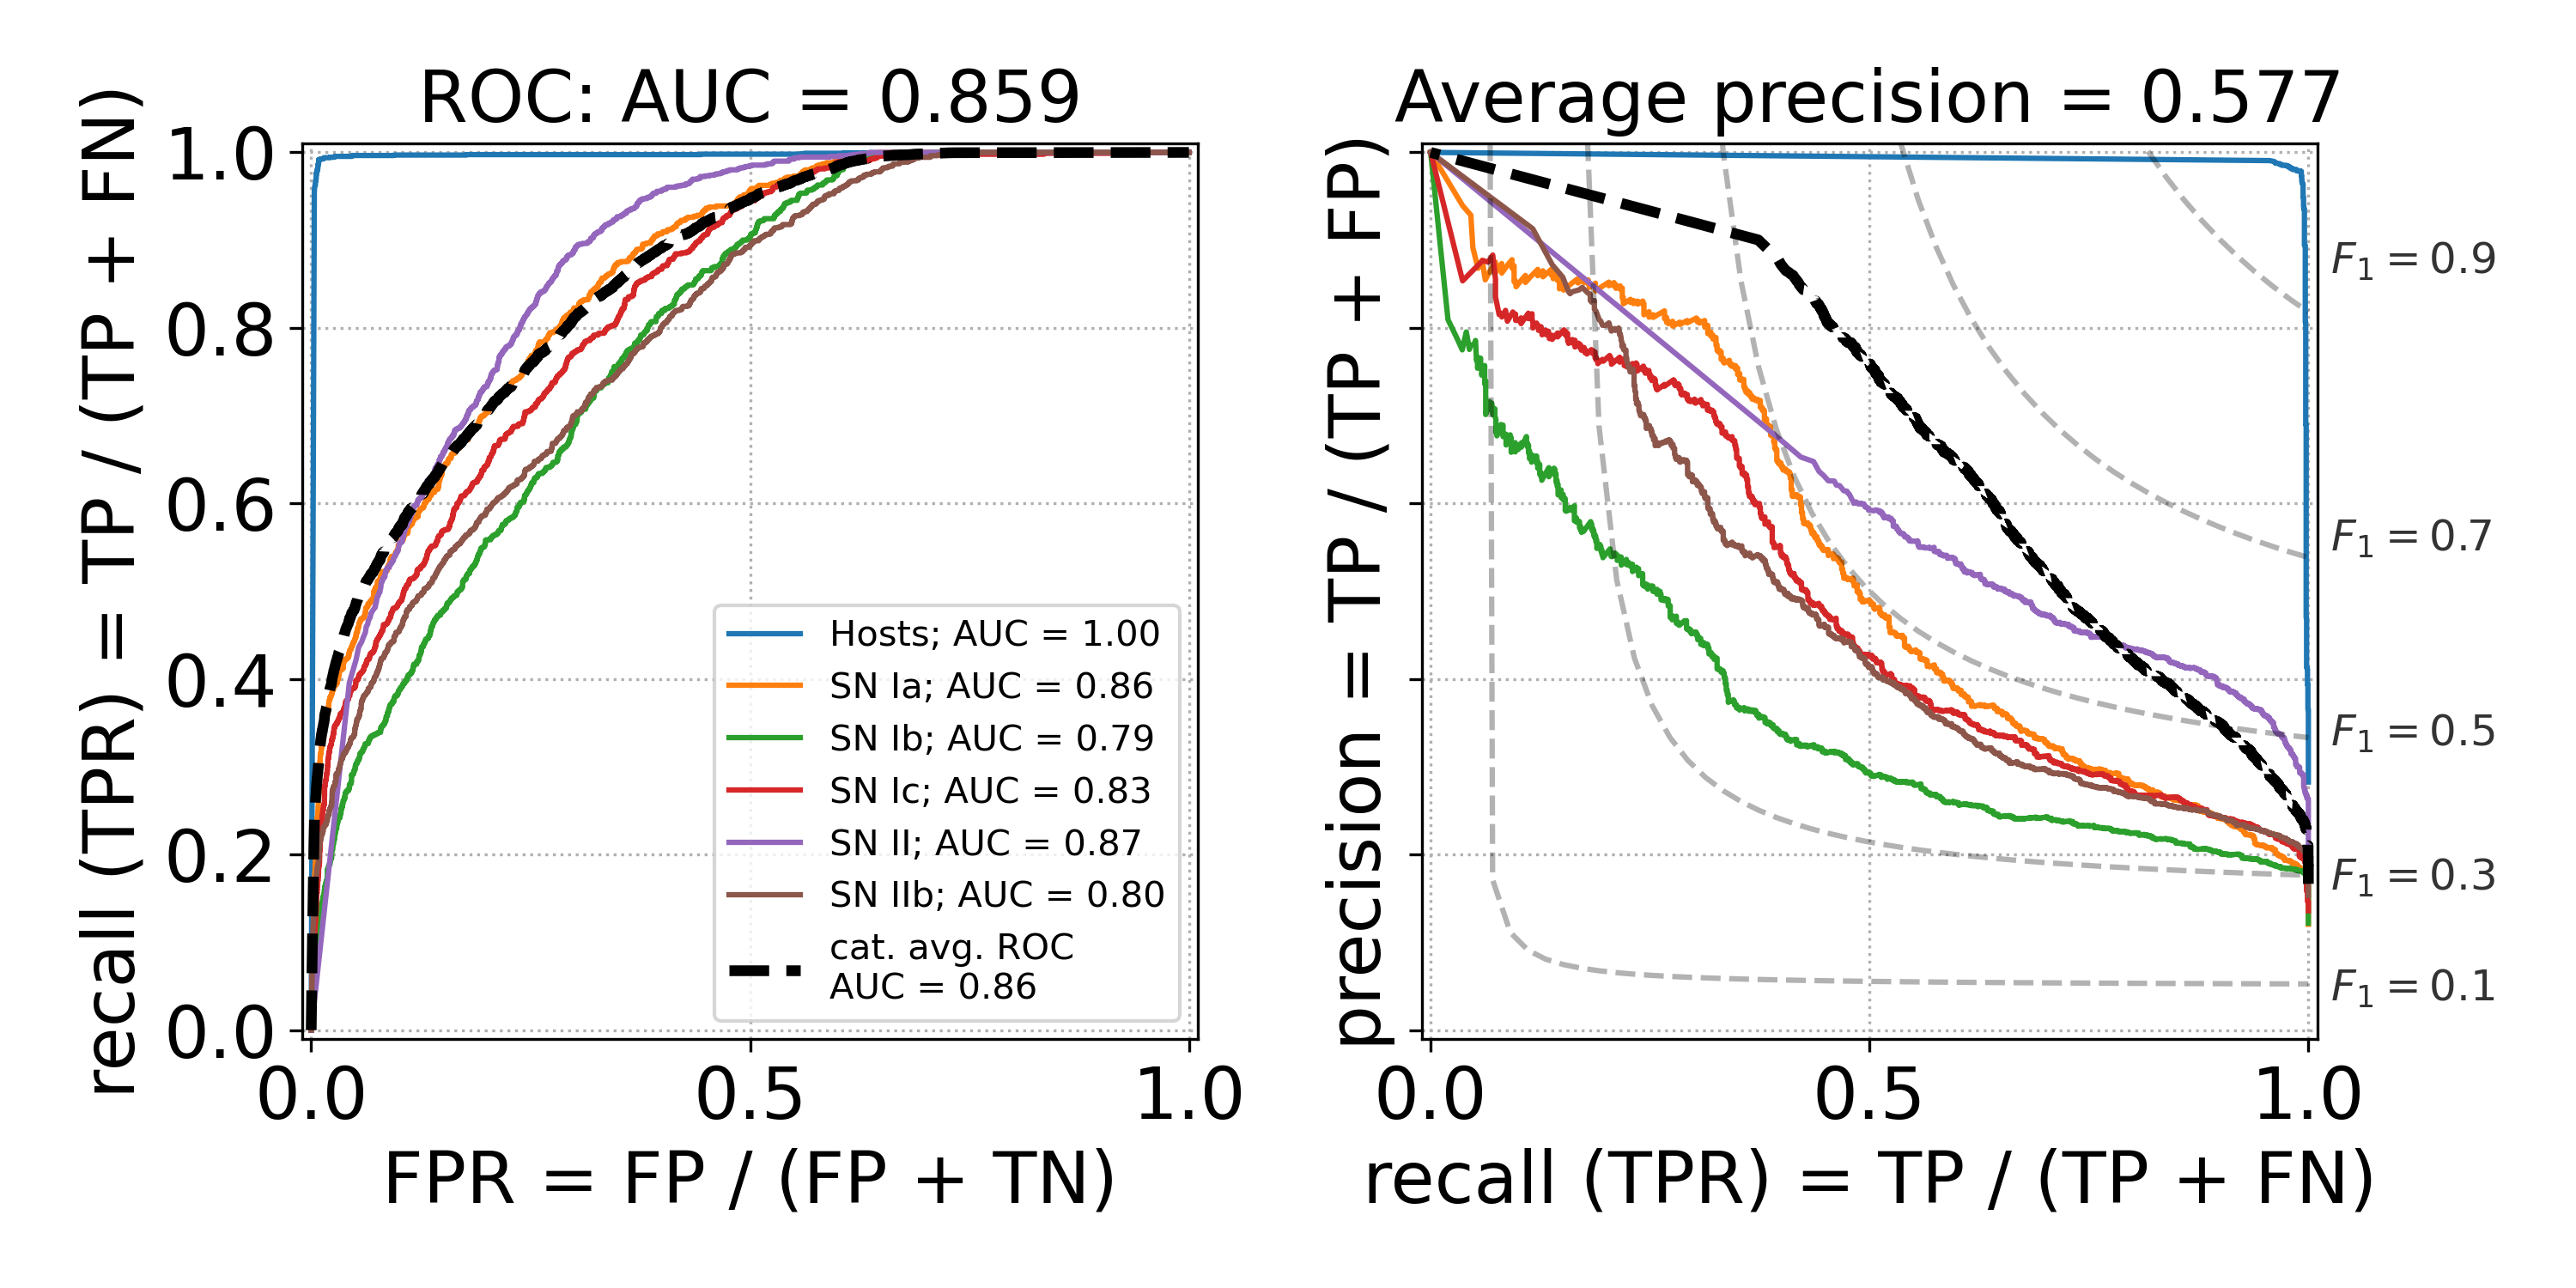 ROC: AUC = 0.859
recall (TPR) = TP / (TP + FN)
1.0
0.8
0.6
0.4
0.2
0.0
0.0
0.5
1.0
FPR = FP / (FP + TN)
Hosts; AUC = 1.00
SN Ia; AUC = 0.86
SN Ib; AUC = 0.79
SN Ic; AUC = 0.83
SN II; AUC = 0.87
SN IIb; AUC = 0.80
cat. avg. ROC
AUC = 0.86
Average precision = 0.577
precision = TP / (TP + FP)
0.0
0.5
1.0
recall (TPR) = TP / (TP + FN)
F₁ = 0.9
F₁ = 0.7
F₁ = 0.5
F₁ = 0.3
F₁ = 0.1